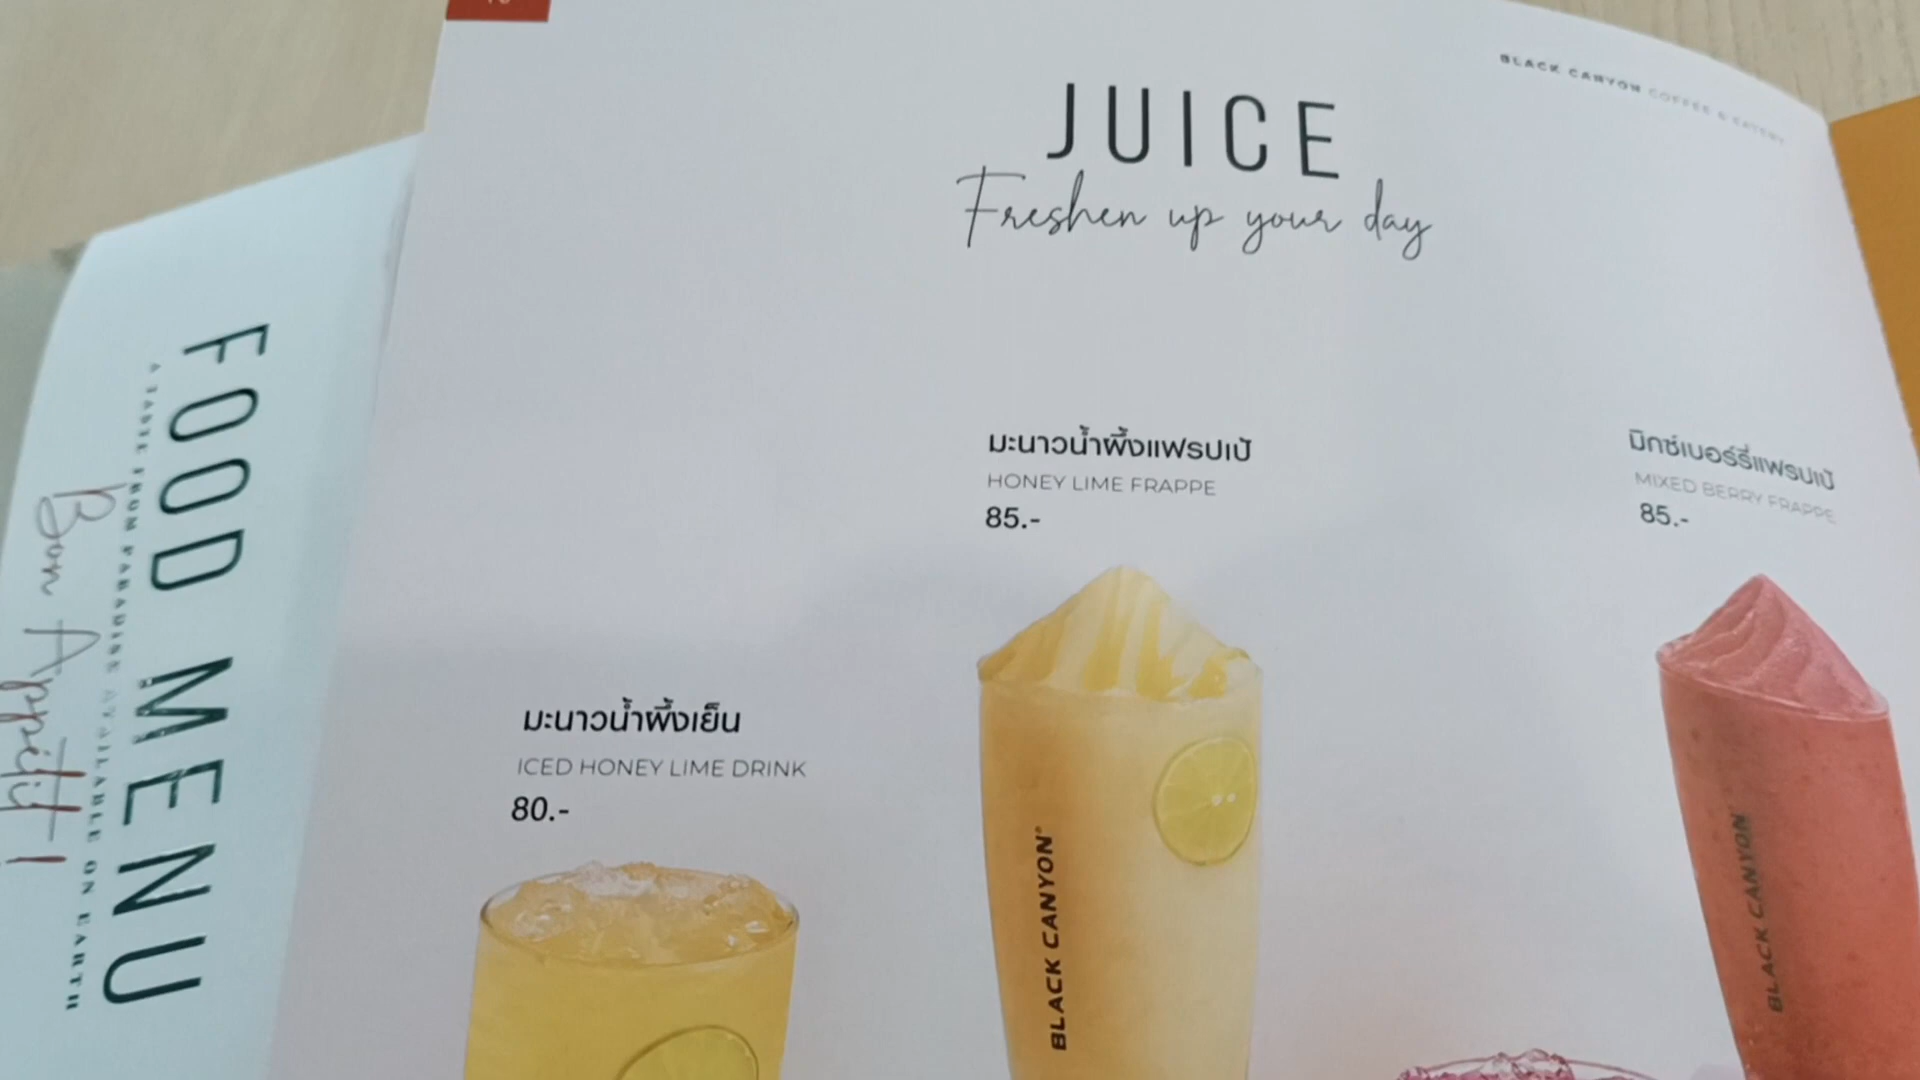 JUICE
Freshen up your day
BLACK CANYON COFFEE & EATERY
มะนาวน้ำผึ้งแฟรปเป้
HONEY LIME FRAPPE
85.-
มิกซ์เบอร์รี่แฟรปเป้
MIXED BERRY FRAPPE
85.-
มะนาวน้ำผึ้งเย็น
ICED HONEY LIME DRINK
80.-
BLACK CANYON®
BLACK CANYON
FOOD MENU
A TASTE FROM PARADISE AVAILABLE ON EARTH
Bon Appétit!